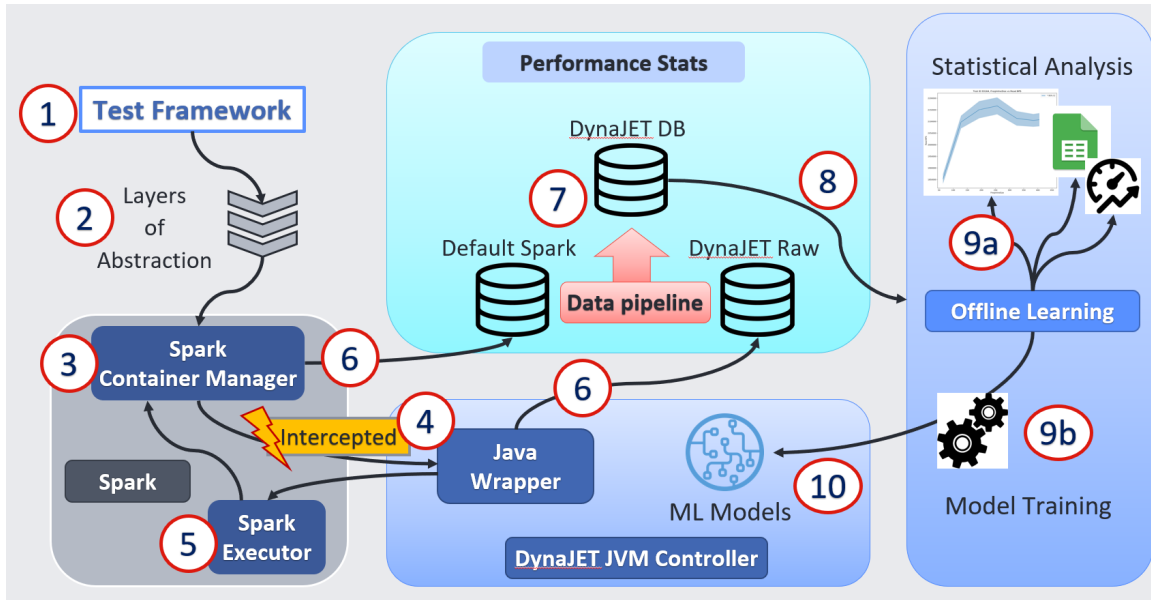 1
Test Framework
2
Layers
of
Abstraction
3
Spark
Container Manager
6
Intercepted
4
Spark
5
Spark
Executor
Performance Stats
DynaJET DB
7
8
Default Spark
DynaJET Raw
Data pipeline
6
Java
Wrapper
ML Models
10
DynaJET JVM Controller
Statistical Analysis
9a
Offline Learning
9b
Model Training